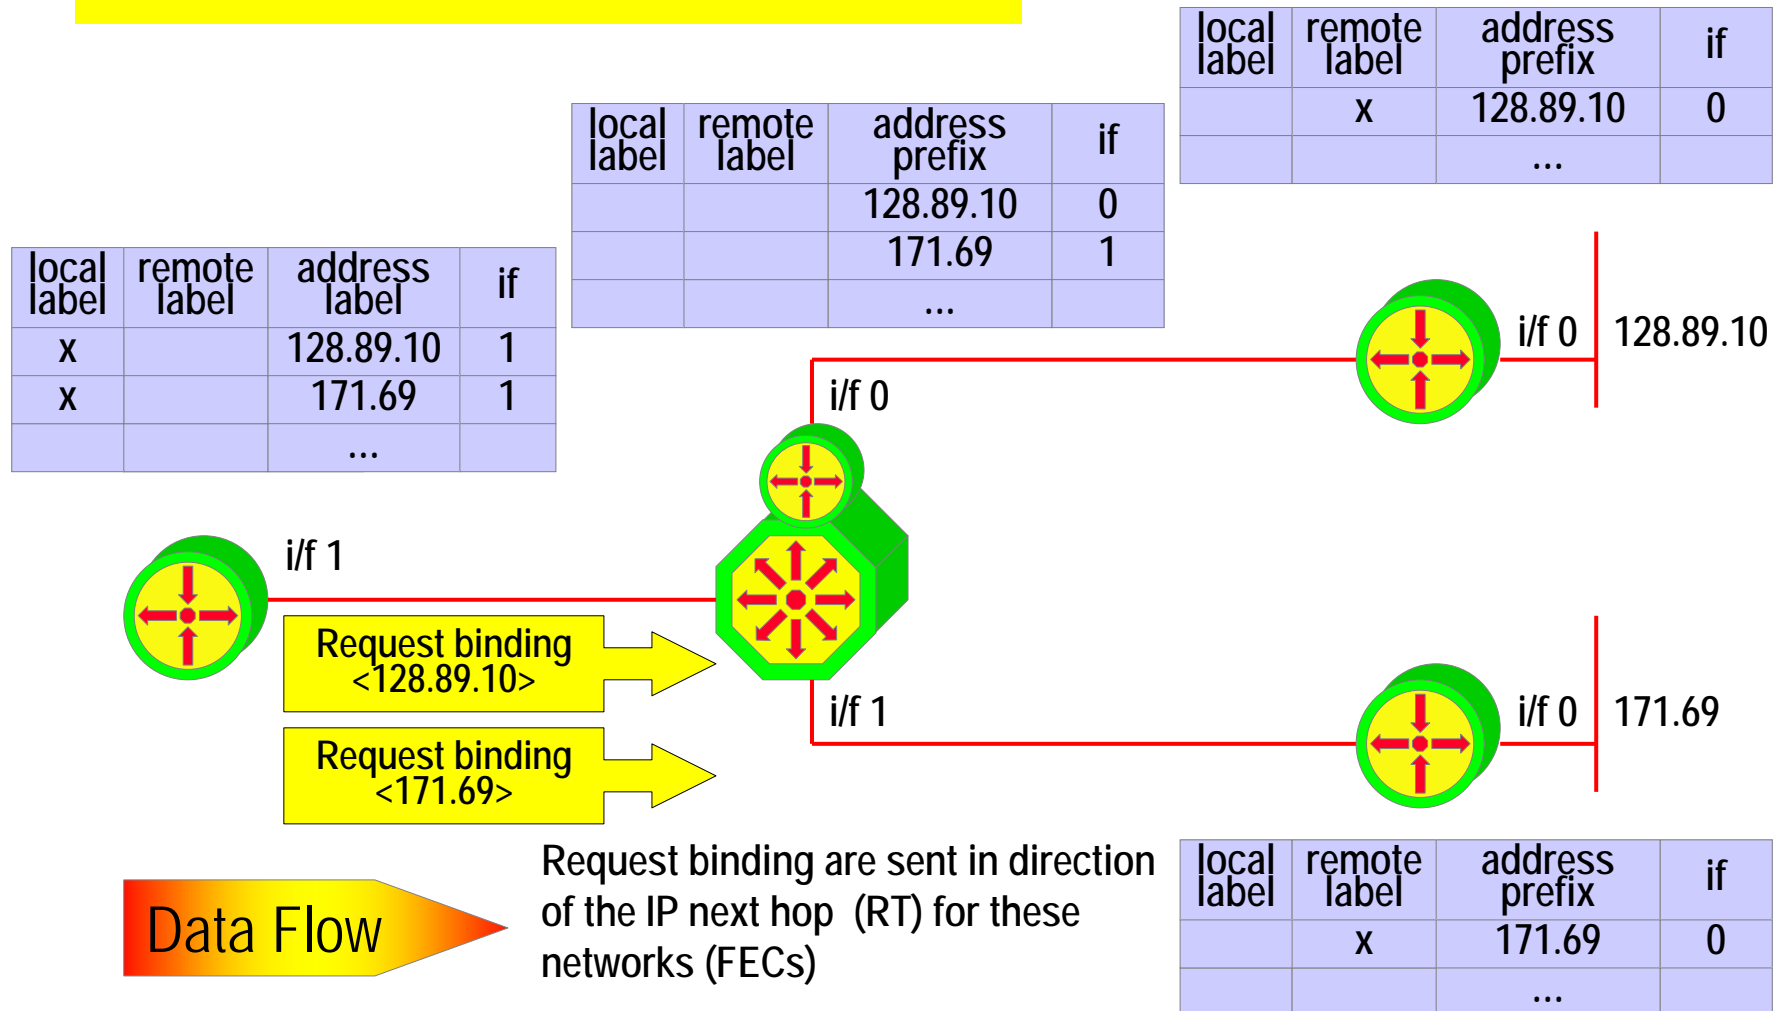 local label remote label address prefix if
x 128.89.10 0
...
local label remote label address prefix if
128.89.10 0
171.69 1
...
local label remote label address label if
x 128.89.10 1
x 171.69 1
...
i/f 0 128.89.10
i/f 0
i/f 1
Request binding
<128.89.10>
i/f 1
i/f 0 171.69
Request binding
<171.69>
Data Flow
Request binding are sent in direction
of the IP next hop (RT) for these
networks (FECs)
local label remote label address prefix if
x 171.69 0
...